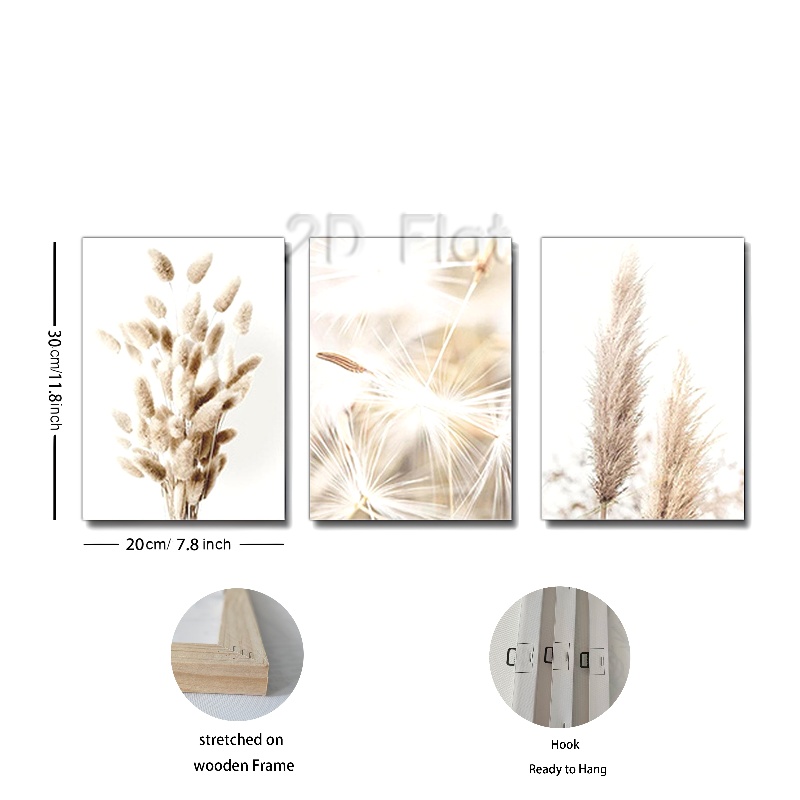 2D Flat
30cm/11.8inch
20cm/ 7.8 inch
stretched on
wooden Frame
Hook
Ready to Hang